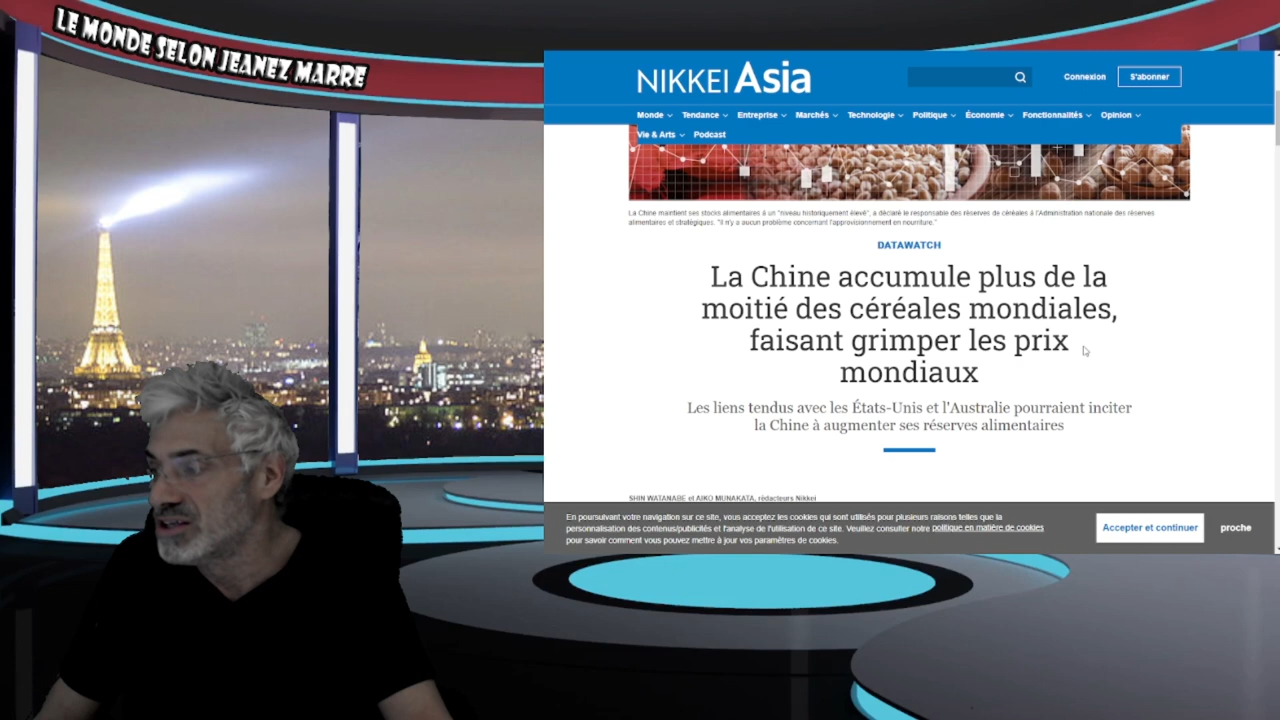 LE MONDE SELON JEANEZ MARRE
NIKKEI Asia
Connexion
S'abonner
Monde
Tendance
Entreprise
Marchés
Technologie
Politique
Économie
Fonctionnalités
Opinion
Vie & Arts
Podcast
La Chine maintient ses stocks alimentaires à un "niveau historiquement élevé", a déclaré le responsable des réserves de céréales à l'Administration nationale des réserves
alimentaires et stratégiques. "Il n'y a aucun problème concernant l'approvisionnement en nourriture."
DATAWATCH
La Chine accumule plus de la
moitié des céréales mondiales,
faisant grimper les prix
mondiaux
Les liens tendus avec les États-Unis et l'Australie pourraient inciter
la Chine à augmenter ses réserves alimentaires
SHIN WATANABE et AIKO MUNAKATA, rédacteurs Nikkei
En poursuivant votre navigation sur ce site, vous acceptez les cookies qui sont utilisés pour plusieurs raisons telles que la
personnalisation des contenus/publicités et l'analyse de l'utilisation de ce site. Veuillez consulter notre politique en matière de cookies
pour savoir comment vous pouvez mettre à jour vos paramètres de cookies.
Accepter et continuer
proche